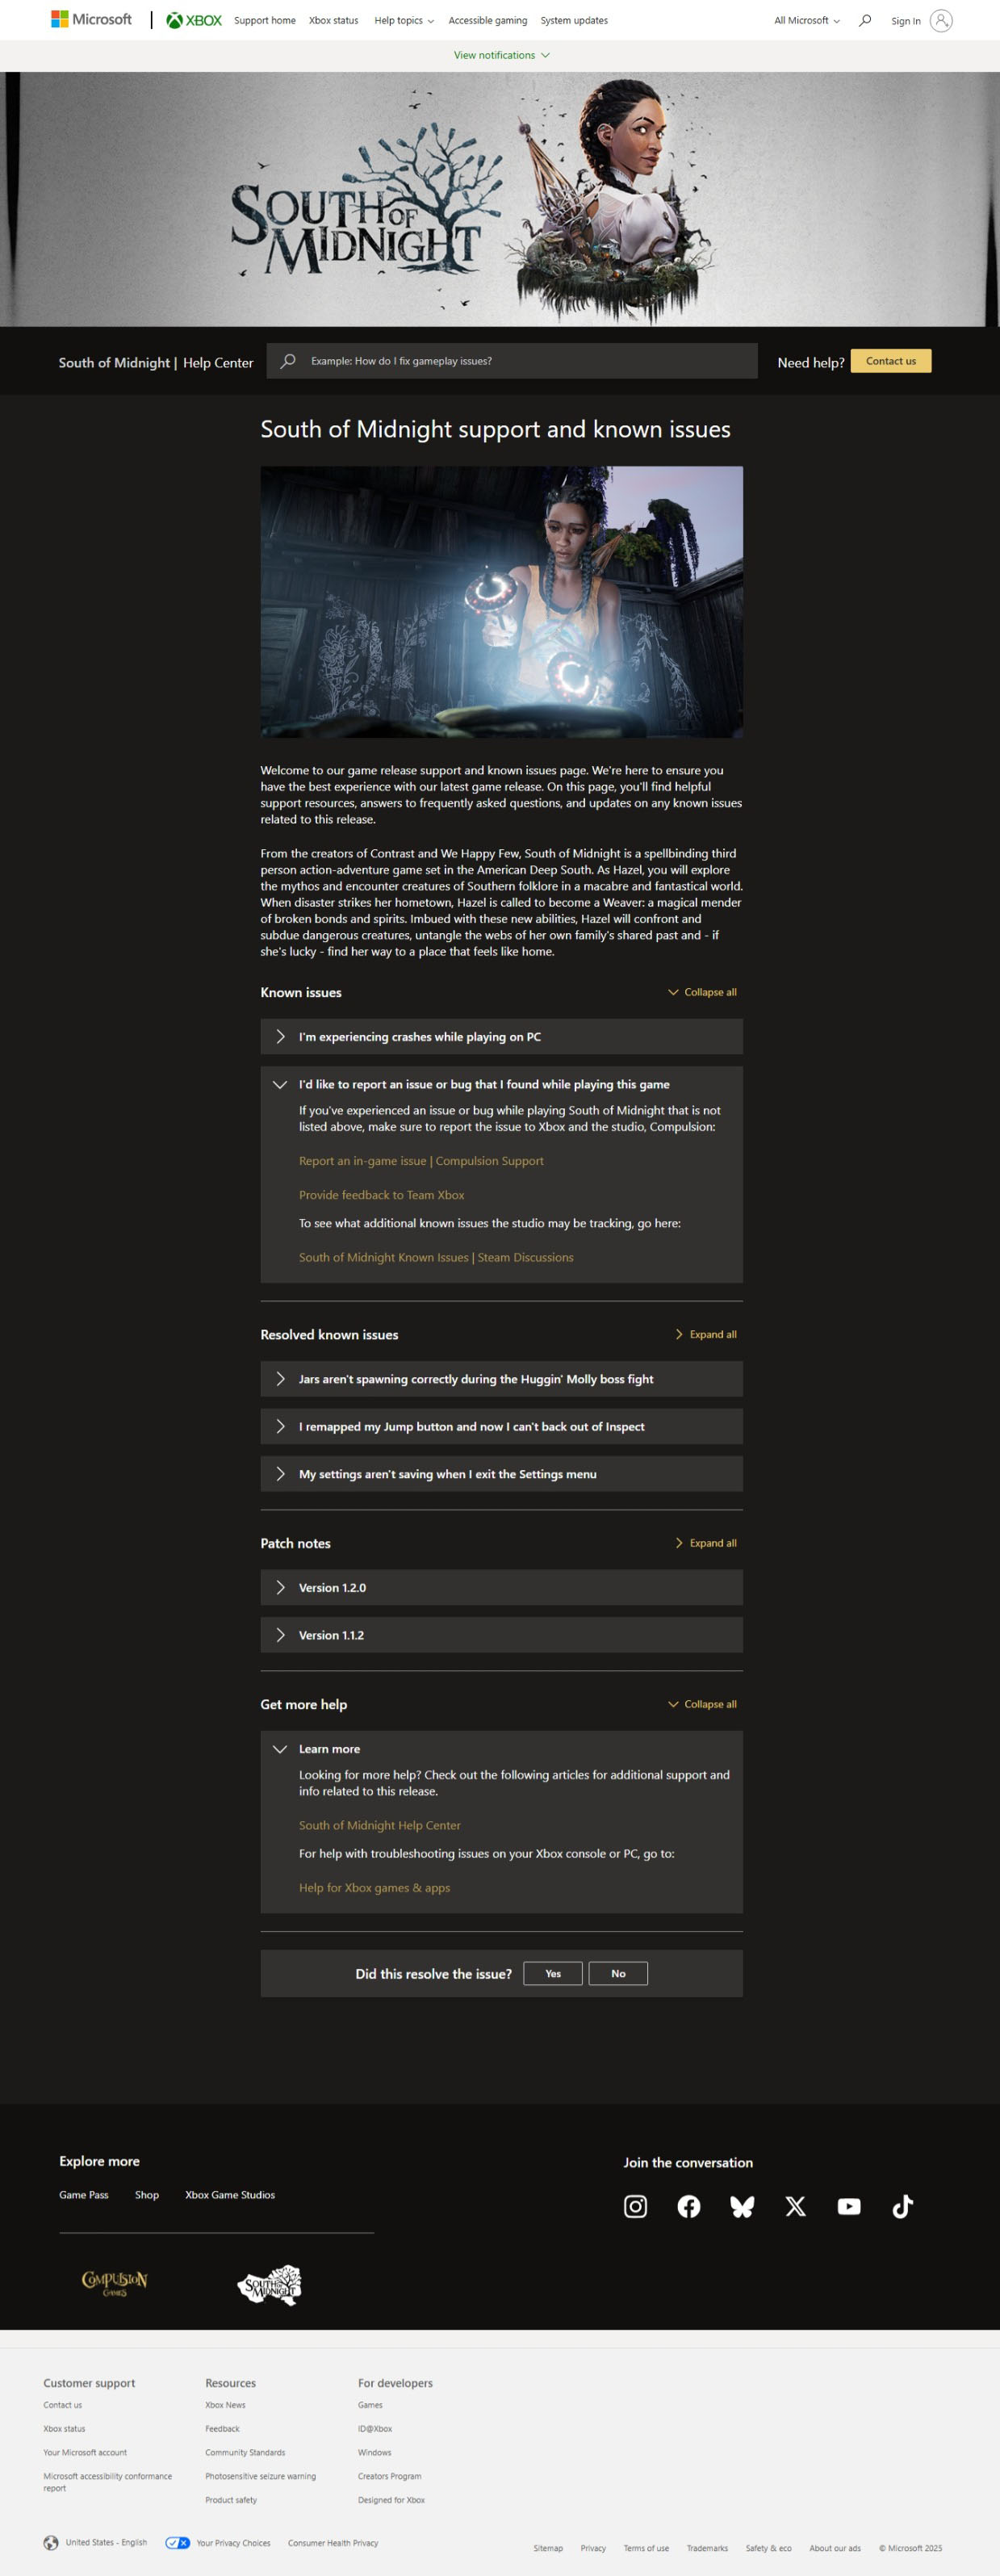 Microsoft
XBOX
Support home
Xbox status
Help topics
Accessible gaming
System updates
All Microsoft
Sign In
View notifications
SOUTH OF
MIDNIGHT
South of Midnight | Help Center
Example: How do I fix gameplay issues?
Need help?
Contact us
South of Midnight support and known issues
Welcome to our game release support and known issues page. We're here to ensure you
have the best experience with our latest game release. On this page, you'll find helpful
support resources, answers to frequently asked questions, and updates on any known issues
related to this release.
From the creators of Contrast and We Happy Few, South of Midnight is a spellbinding third
person action-adventure game set in the American Deep South. As Hazel, you will explore
the mythos and encounter creatures of Southern folklore in a macabre and fantastical world.
When disaster strikes her hometown, Hazel is called to become a Weaver: a magical mender
of broken bonds and spirits. Imbued with these new abilities, Hazel will confront and
subdue dangerous creatures, untangle the webs of her own family's shared past and - if
she's lucky - find her way to a place that feels like home.
Known issues
Collapse all
I'm experiencing crashes while playing on PC
I'd like to report an issue or bug that I found while playing this game
If you've experienced an issue or bug while playing South of Midnight that is not
listed above, make sure to report the issue to Xbox and the studio, Compulsion:
Report an in-game issue | Compulsion Support
Provide feedback to Team Xbox
To see what additional known issues the studio may be tracking, go here:
South of Midnight Known Issues | Steam Discussions
Resolved known issues
Expand all
Jars aren't spawning correctly during the Huggin' Molly boss fight
I remapped my Jump button and now I can't back out of Inspect
My settings aren't saving when I exit the Settings menu
Patch notes
Expand all
Version 1.2.0
Version 1.1.2
Get more help
Collapse all
Learn more
Looking for more help? Check out the following articles for additional support and
info related to this release.
South of Midnight Help Center
For help with troubleshooting issues on your Xbox console or PC, go to:
Help for Xbox games & apps
Did this resolve the issue?
Yes
No
Explore more
Game Pass
Shop
Xbox Game Studios
Join the conversation
COMPULSION
GAMES
SOUTH OF
MIDNIGHT
Customer support
Contact us
Xbox status
Your Microsoft account
Microsoft accessibility conformance
report
Resources
Xbox News
Feedback
Community Standards
Photosensitive seizure warning
Product safety
For developers
Games
ID@Xbox
Windows
Creators Program
Designed for Xbox
United States - English
Your Privacy Choices
Consumer Health Privacy
Sitemap
Privacy
Terms of use
Trademarks
Safety & eco
About our ads
© Microsoft 2025